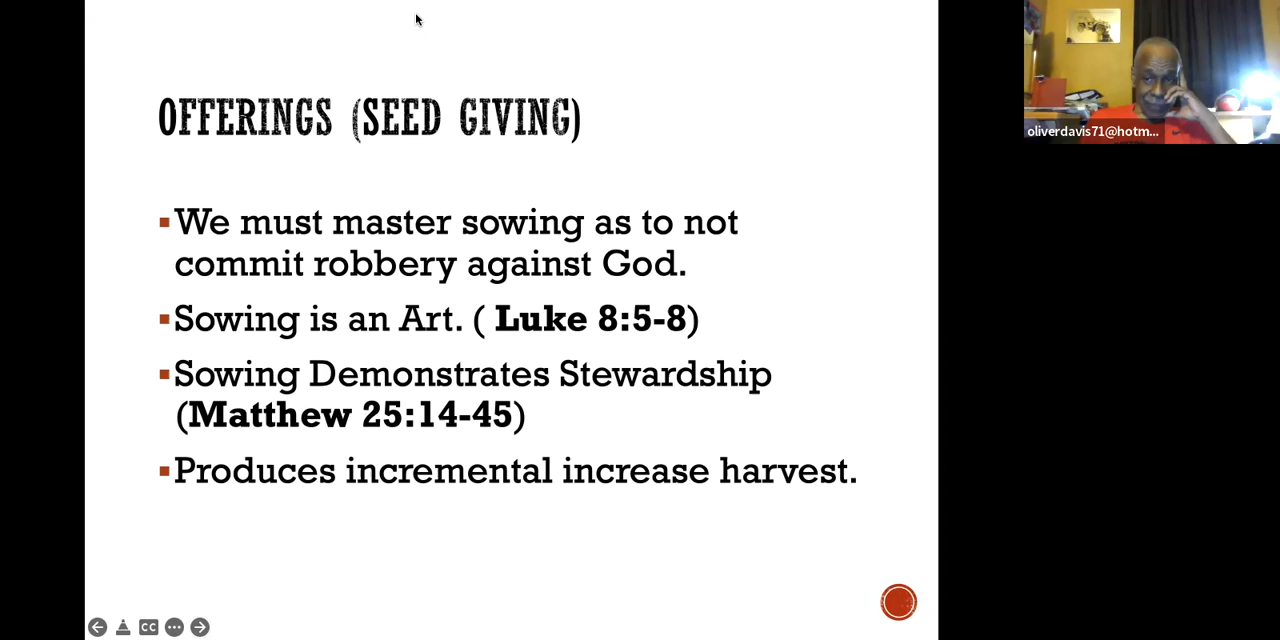 OFFERINGS (SEED GIVING)
We must master sowing as to not
commit robbery against God.
Sowing is an Art. ( Luke 8:5-8)
Sowing Demonstrates Stewardship
(Matthew 25:14-45)
Produces incremental increase harvest.
CC
oliverdavis71@hotm...